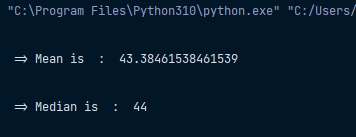 "C:\Program Files\Python310\python.exe" "C:/Users/
=> Mean is  :  43.38461538461539
=> Median is  :  44